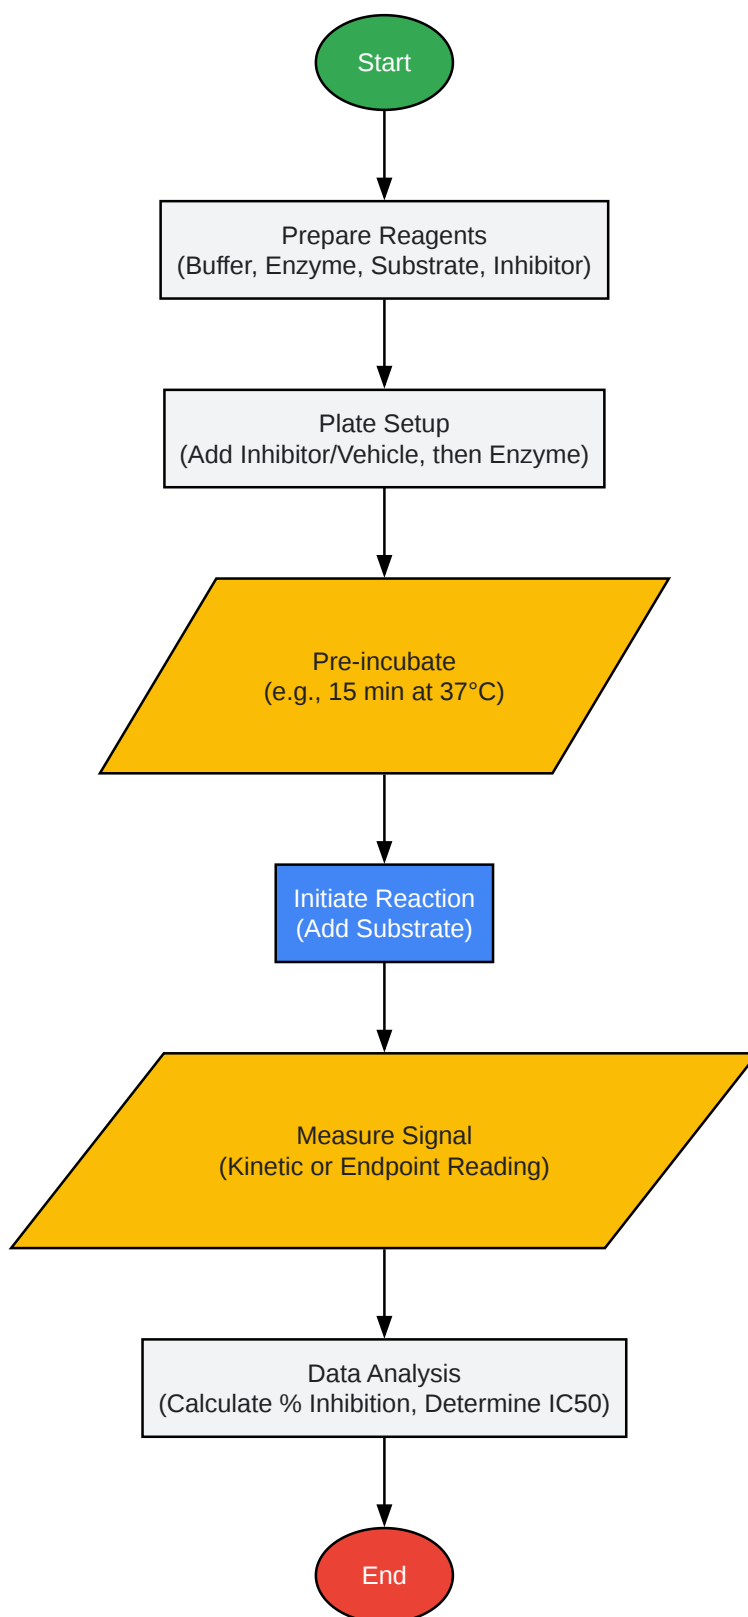 Start
Prepare Reagents
(Buffer, Enzyme, Substrate, Inhibitor)
Plate Setup
(Add Inhibitor/Vehicle, then Enzyme)
Pre-incubate
(e.g., 15 min at 37°C)
Initiate Reaction
(Add Substrate)
Measure Signal
(Kinetic or Endpoint Reading)
Data Analysis
(Calculate % Inhibition, Determine IC50)
End